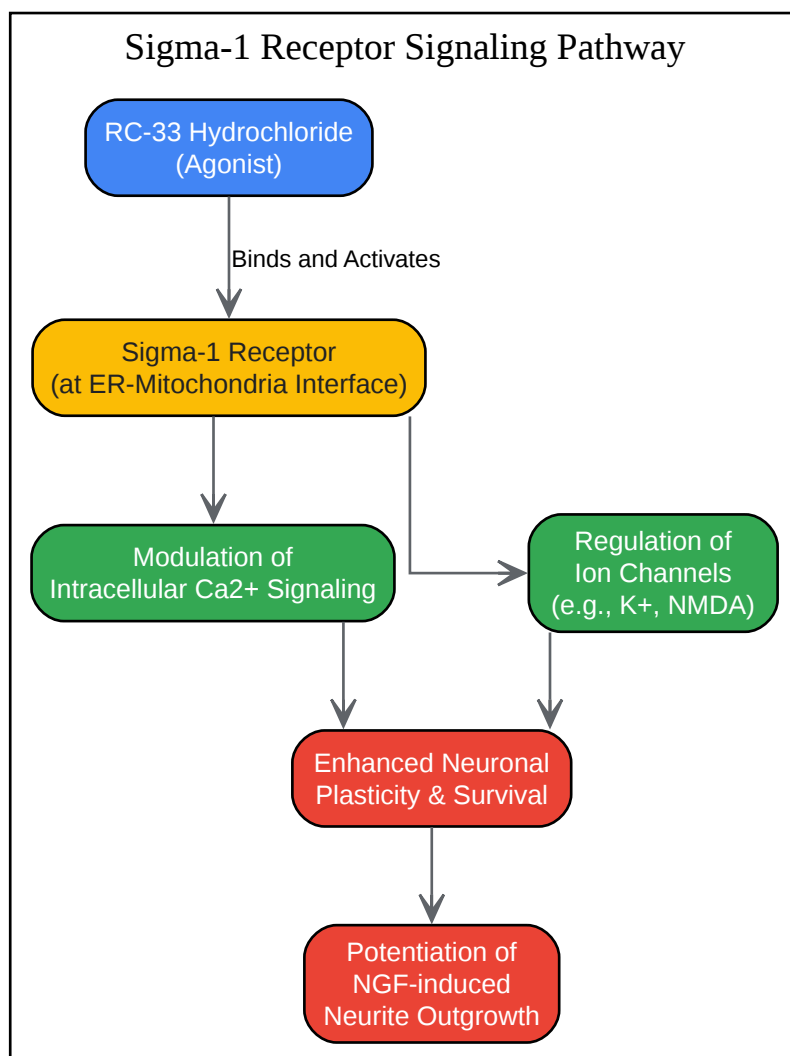 Sigma-1 Receptor Signaling Pathway
RC-33 Hydrochloride
(Agonist)
Binds and Activates
Sigma-1 Receptor
(at ER-Mitochondria Interface)
Modulation of
Intracellular Ca2+ Signaling
Regulation of
Ion Channels
(e.g., K+, NMDA)
Enhanced Neuronal
Plasticity & Survival
Potentiation of
NGF-induced
Neurite Outgrowth